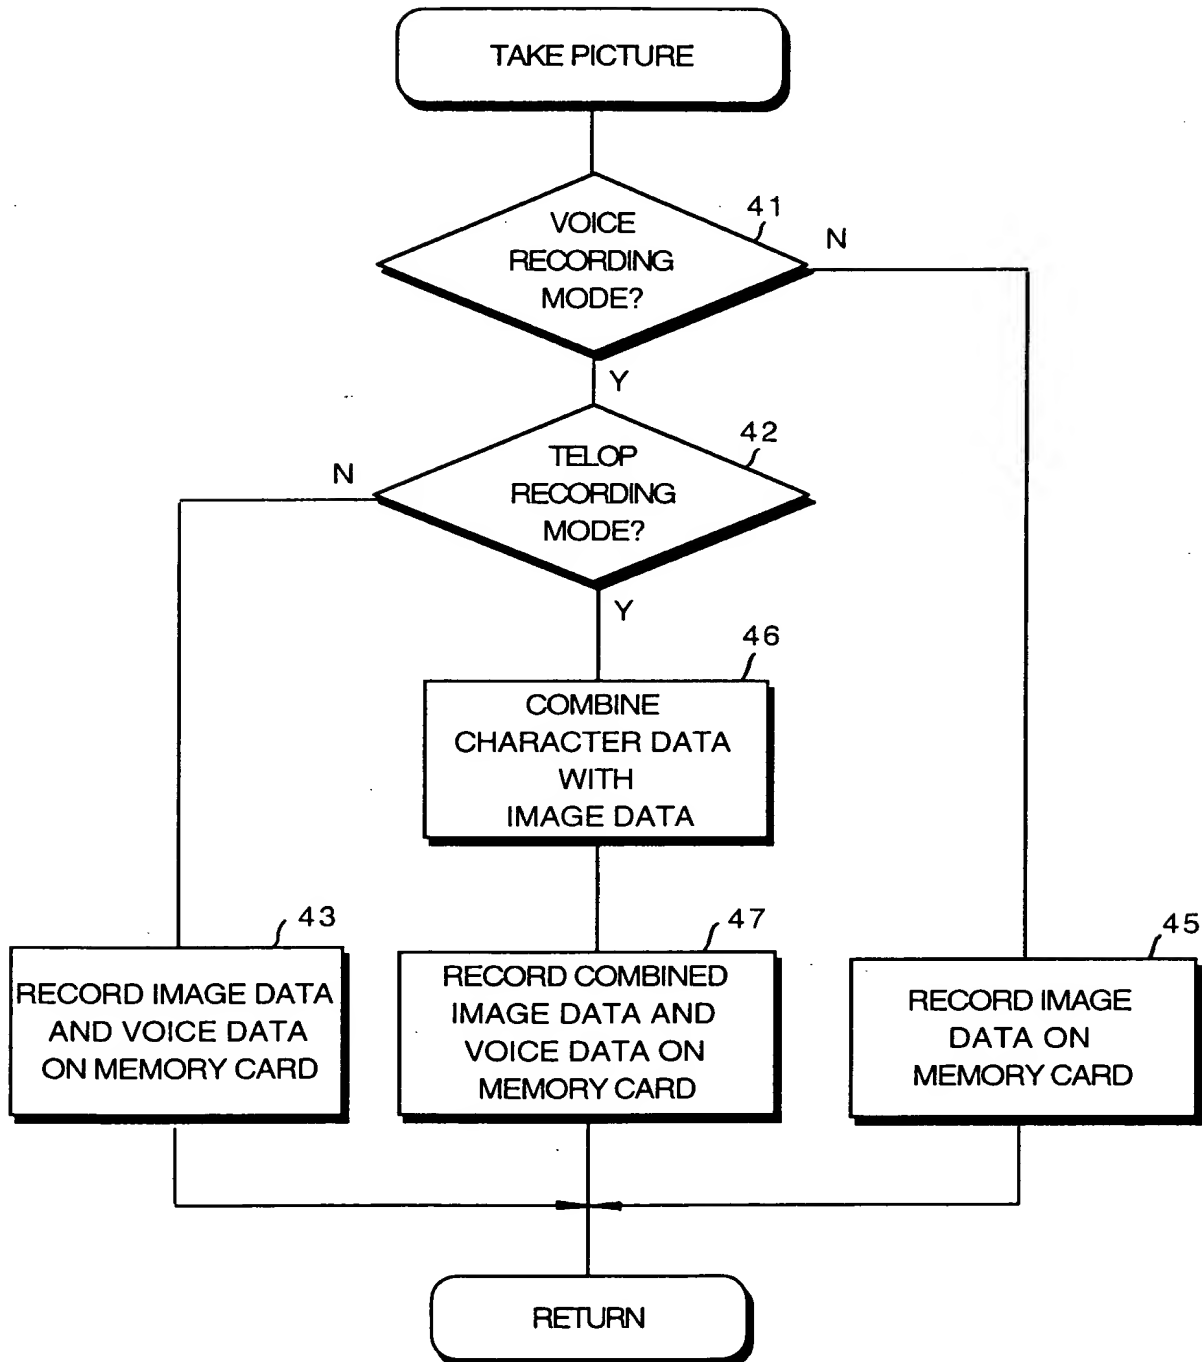 TAKE PICTURE
41
VOICE
RECORDING
MODE?
N
Y
42
TELOP
RECORDING
MODE?
N
Y
46
COMBINE
CHARACTER DATA
WITH
IMAGE DATA
43
RECORD IMAGE DATA
AND VOICE DATA
ON MEMORY CARD
47
RECORD COMBINED
IMAGE DATA AND
VOICE DATA ON
MEMORY CARD
45
RECORD IMAGE
DATA ON
MEMORY CARD
RETURN